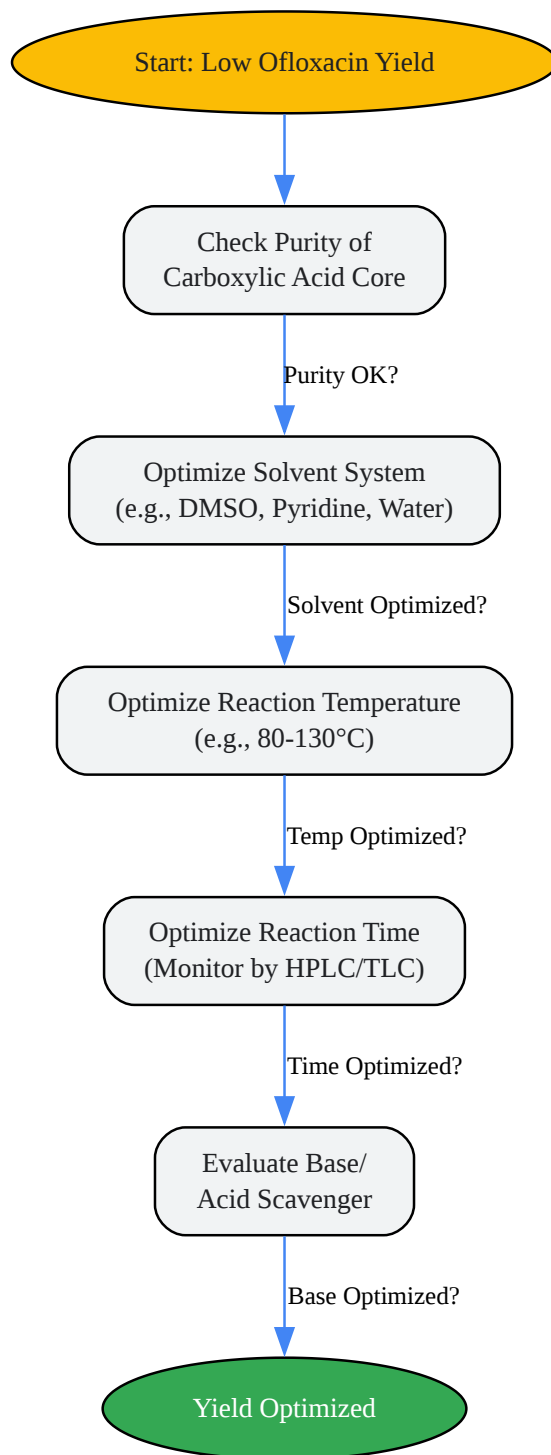 Start: Low Ofloxacin Yield
Check Purity of
Carboxylic Acid Core
Purity OK?
Optimize Solvent System
(e.g., DMSO, Pyridine, Water)
Solvent Optimized?
Optimize Reaction Temperature
(e.g., 80-130°C)
Temp Optimized?
Optimize Reaction Time
(Monitor by HPLC/TLC)
Time Optimized?
Evaluate Base/
Acid Scavenger
Base Optimized?
Yield Optimized